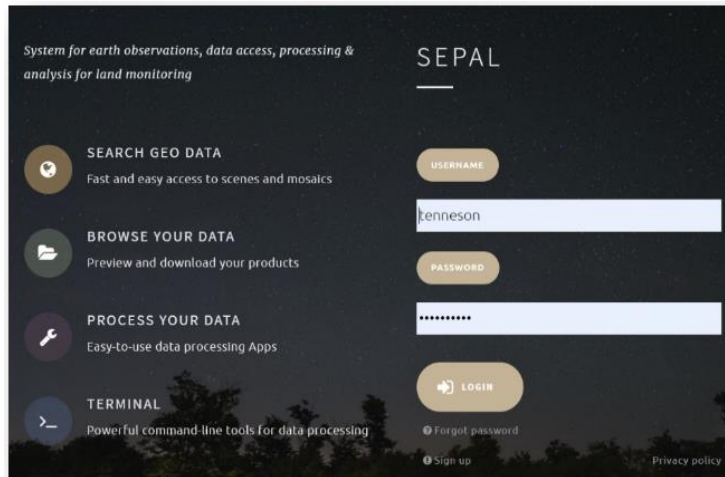 System for earth observations, data access, processing &
analysis for land monitoring
SEARCH GEO DATA
Fast and easy access to scenes and mosaics
BROWSE YOUR DATA
Preview and download your products
PROCESS YOUR DATA
Easy-to-use data processing Apps
TERMINAL
Powerful command-line tools for data processing
SEPAL
USERNAME
tenneson
PASSWORD
••••••••••
LOGIN
Forgot password
Sign up
Privacy policy